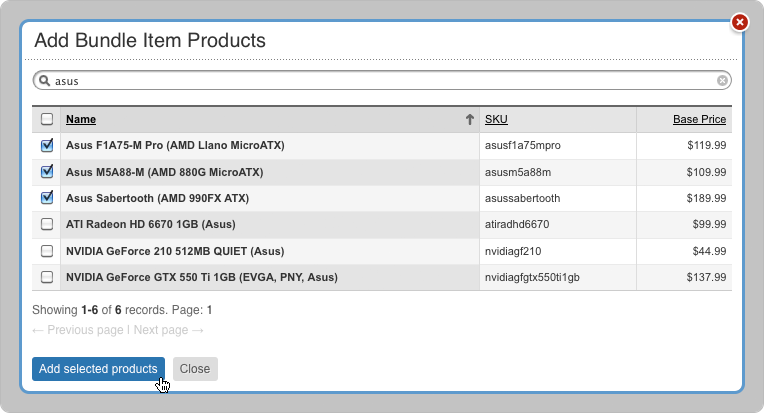 Add Bundle Item Products
asus
Name SKU Base Price
Asus F1A75-M Pro (AMD Llano MicroATX) asusf1a75mpro $119.99
Asus M5A88-M (AMD 880G MicroATX) asusm5a88m $109.99
Asus Sabertooth (AMD 990FX ATX) asussabertooth $189.99
ATI Radeon HD 6670 1GB (Asus) atiradhd6670 $99.99
NVIDIA GeForce 210 512MB QUIET (Asus) nvidiagf210 $44.99
NVIDIA GeForce GTX 550 Ti 1GB (EVGA, PNY, Asus) nvidiagfgtx550ti1gb $137.99
Showing 1-6 of 6 records. Page: 1
← Previous page | Next page →
Add selected products Close